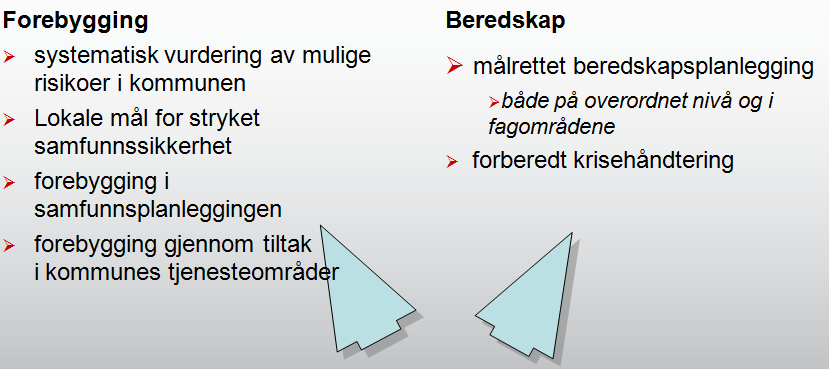 Forebygging
systematisk vurdering av mulige
risikoer i kommunen
Lokale mål for stryket
samfunnssikkerhet
forebygging i
samfunnsplanleggingen
forebygging gjennom tiltak
i kommunes tjenesteområder
Beredskap
målrettet beredskapsplanlegging
både på overordnet nivå og i
fagområdene
forberedt krisehåndtering